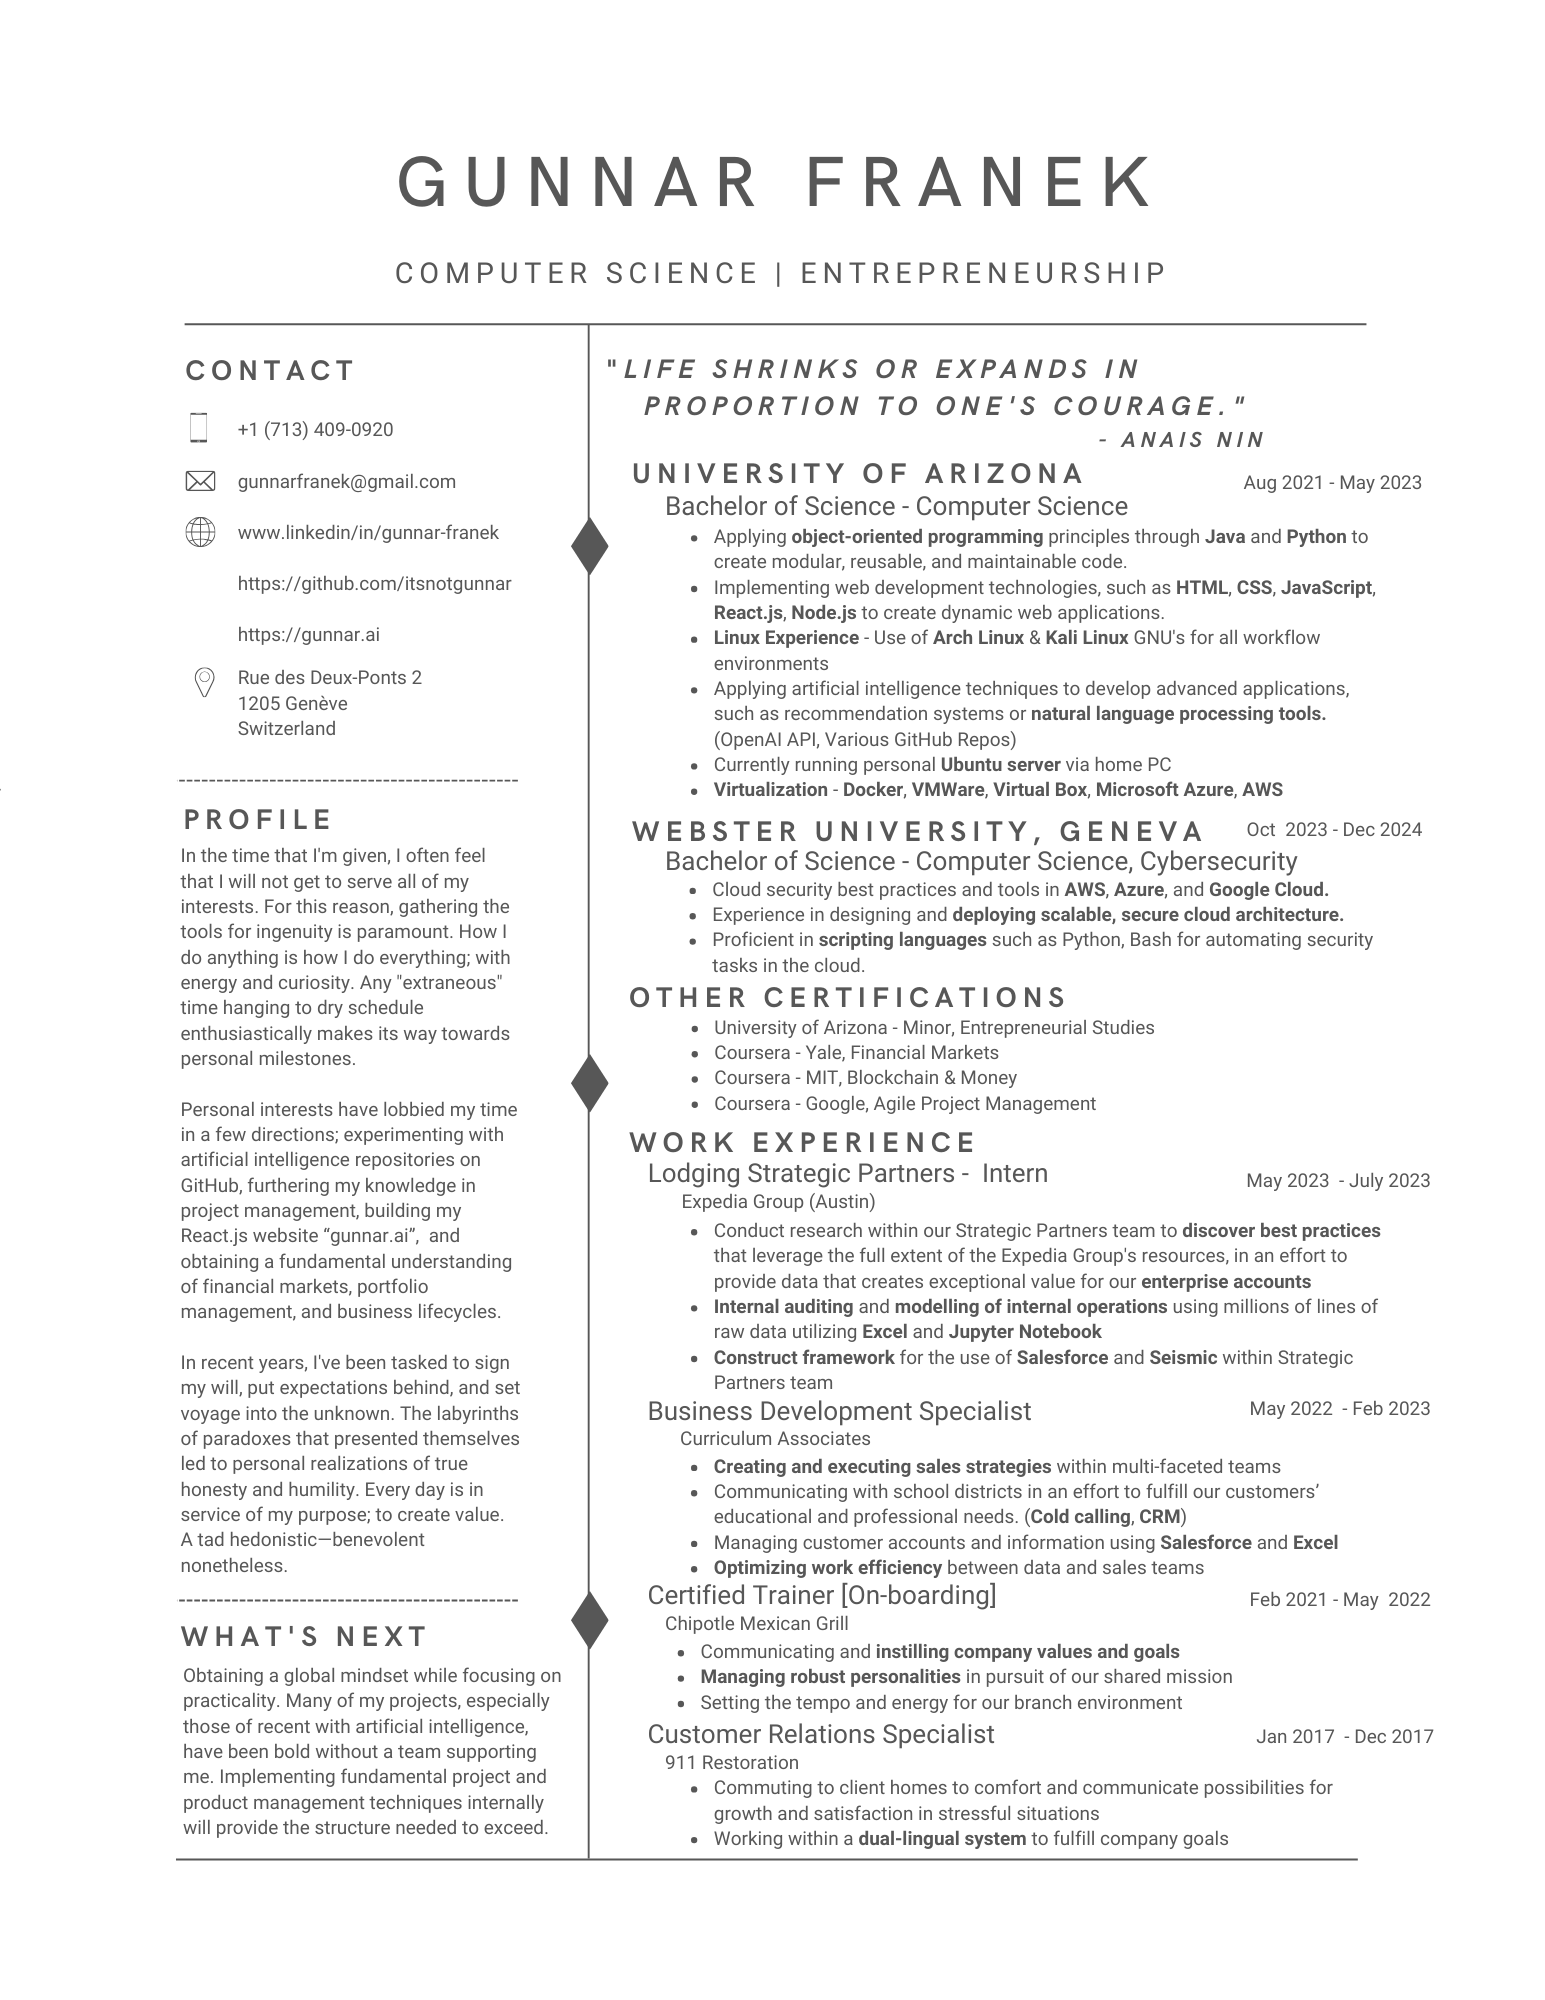 GUNNAR FRANEK
COMPUTER SCIENCE | ENTREPRENEURSHIP
CONTACT
+1 (713) 409-0920
gunnarfranek@gmail.com
www.linkedin/in/gunnar-franek
https://github.com/itsnotgunnar
https://gunnar.ai
Rue des Deux-Ponts 2
1205 Genève
Switzerland
PROFILE
In the time that I'm given, I often feel
that I will not get to serve all of my
interests. For this reason, gathering the
tools for ingenuity is paramount. How I
do anything is how I do everything; with
energy and curiosity. Any "extraneous"
time hanging to dry schedule
enthusiastically makes its way towards
personal milestones.
Personal interests have lobbied my time
in a few directions; experimenting with
artificial intelligence repositories on
GitHub, furthering my knowledge in
project management, building my
React.js website “gunnar.ai”,  and
obtaining a fundamental understanding
of financial markets, portfolio
management, and business lifecycles.
In recent years, I've been tasked to sign
my will, put expectations behind, and set
voyage into the unknown. The labyrinths
of paradoxes that presented themselves
led to personal realizations of true
honesty and humility. Every day is in
service of my purpose; to create value.
A tad hedonistic—benevolent
nonetheless.
WHAT'S NEXT
Obtaining a global mindset while focusing on
practicality. Many of my projects, especially
those of recent with artificial intelligence,
have been bold without a team supporting
me. Implementing fundamental project and
product management techniques internally
will provide the structure needed to exceed.
"LIFE SHRINKS OR EXPANDS IN
PROPORTION TO ONE'S COURAGE."
- ANAIS NIN
UNIVERSITY OF ARIZONA Aug 2021 - May 2023
Bachelor of Science - Computer Science
• Applying object-oriented programming principles through Java and Python to
create modular, reusable, and maintainable code.
• Implementing web development technologies, such as HTML, CSS, JavaScript,
React.js, Node.js to create dynamic web applications.
• Linux Experience - Use of Arch Linux & Kali Linux GNU's for all workflow
environments
• Applying artificial intelligence techniques to develop advanced applications,
such as recommendation systems or natural language processing tools.
(OpenAI API, Various GitHub Repos)
• Currently running personal Ubuntu server via home PC
• Virtualization - Docker, VMWare, Virtual Box, Microsoft Azure, AWS
WEBSTER UNIVERSITY, GENEVA Oct  2023 - Dec 2024
Bachelor of Science - Computer Science, Cybersecurity
• Cloud security best practices and tools in AWS, Azure, and Google Cloud.
• Experience in designing and deploying scalable, secure cloud architecture.
• Proficient in scripting languages such as Python, Bash for automating security
tasks in the cloud.
OTHER CERTIFICATIONS
• University of Arizona - Minor, Entrepreneurial Studies
• Coursera - Yale, Financial Markets
• Coursera - MIT, Blockchain & Money
• Coursera - Google, Agile Project Management
WORK EXPERIENCE
Lodging Strategic Partners -  Intern May 2023  - July 2023
Expedia Group (Austin)
• Conduct research within our Strategic Partners team to discover best practices
that leverage the full extent of the Expedia Group's resources, in an effort to
provide data that creates exceptional value for our enterprise accounts
• Internal auditing and modelling of internal operations using millions of lines of
raw data utilizing Excel and Jupyter Notebook
• Construct framework for the use of Salesforce and Seismic within Strategic
Partners team
Business Development Specialist May 2022  - Feb 2023
Curriculum Associates
• Creating and executing sales strategies within multi-faceted teams
• Communicating with school districts in an effort to fulfill our customers’
educational and professional needs. (Cold calling, CRM)
• Managing customer accounts and information using Salesforce and Excel
• Optimizing work efficiency between data and sales teams
Certified Trainer [On-boarding] Feb 2021 - May  2022
Chipotle Mexican Grill
• Communicating and instilling company values and goals
• Managing robust personalities in pursuit of our shared mission
• Setting the tempo and energy for our branch environment
Customer Relations Specialist Jan 2017  - Dec 2017
911 Restoration
• Commuting to client homes to comfort and communicate possibilities for
growth and satisfaction in stressful situations
• Working within a dual-lingual system to fulfill company goals